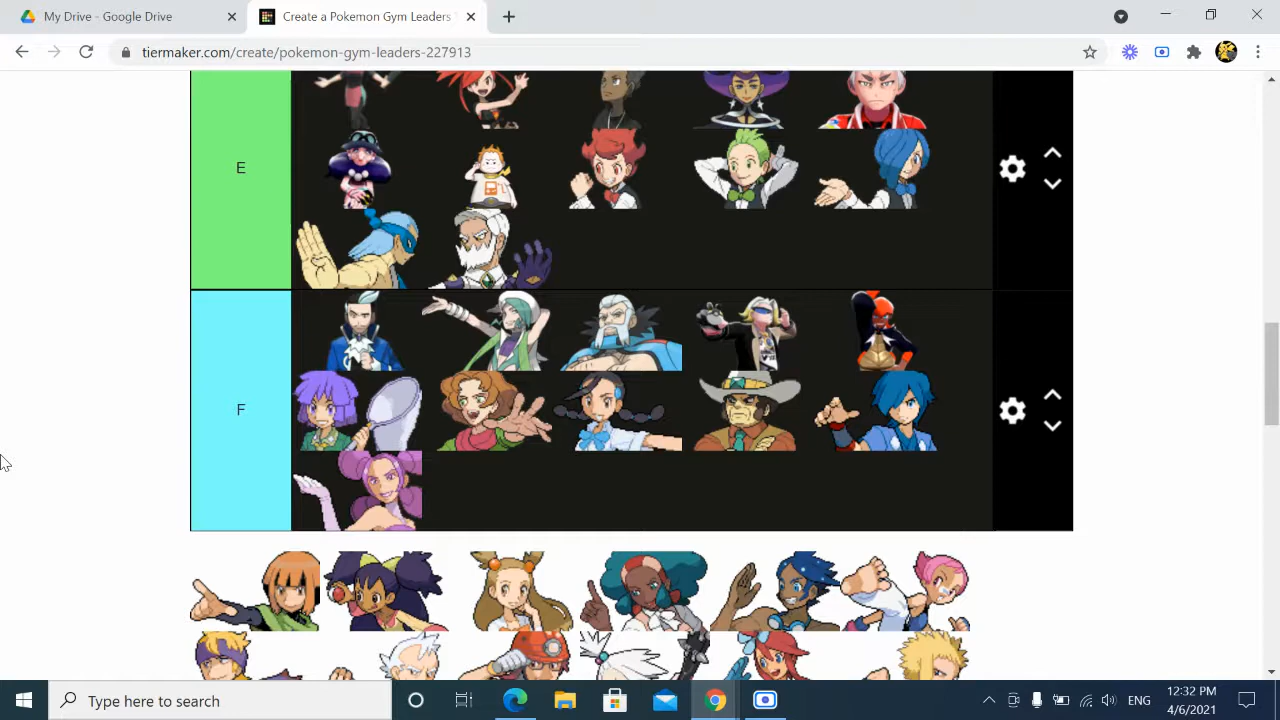 My Drive - Google Drive
Create a Pokemon Gym Leaders
tiermaker.com/create/pokemon-gym-leaders-227913
E
F
Type here to search
ENG
12:32 PM
4/6/2021